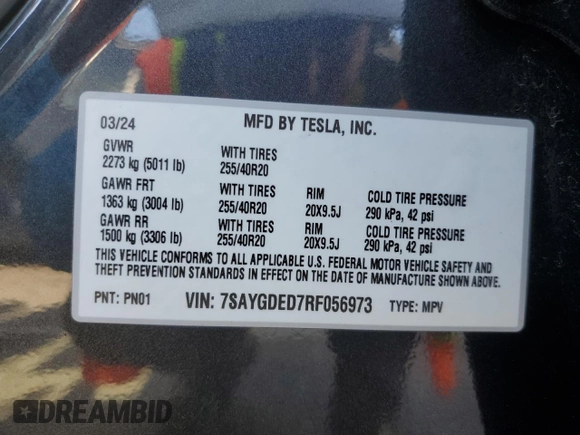 03/24 MFD BY TESLA, INC.
GVWR
2273 kg (5011 lb) WITH TIRES 255/40R20
GAWR FRT WITH TIRES RIM COLD TIRE PRESSURE
1363 kg (3004 lb) 255/40R20 20X9.5J 290 kPa, 42 psi
GAWR RR WITH TIRES RIM COLD TIRE PRESSURE
1500 kg (3306 lb) 255/40R20 20X9.5J 290 kPa, 42 psi
THIS VEHICLE CONFORMS TO ALL APPLICABLE U.S. FEDERAL MOTOR VEHICLE SAFETY AND
THEFT PREVENTION STANDARDS IN EFFECT ON THE DATE OF MANUFACTURE SHOWN ABOVE.
PNT: PN01 VIN: 7SAYGDED7RF056973 TYPE: MPV
DREAMBID